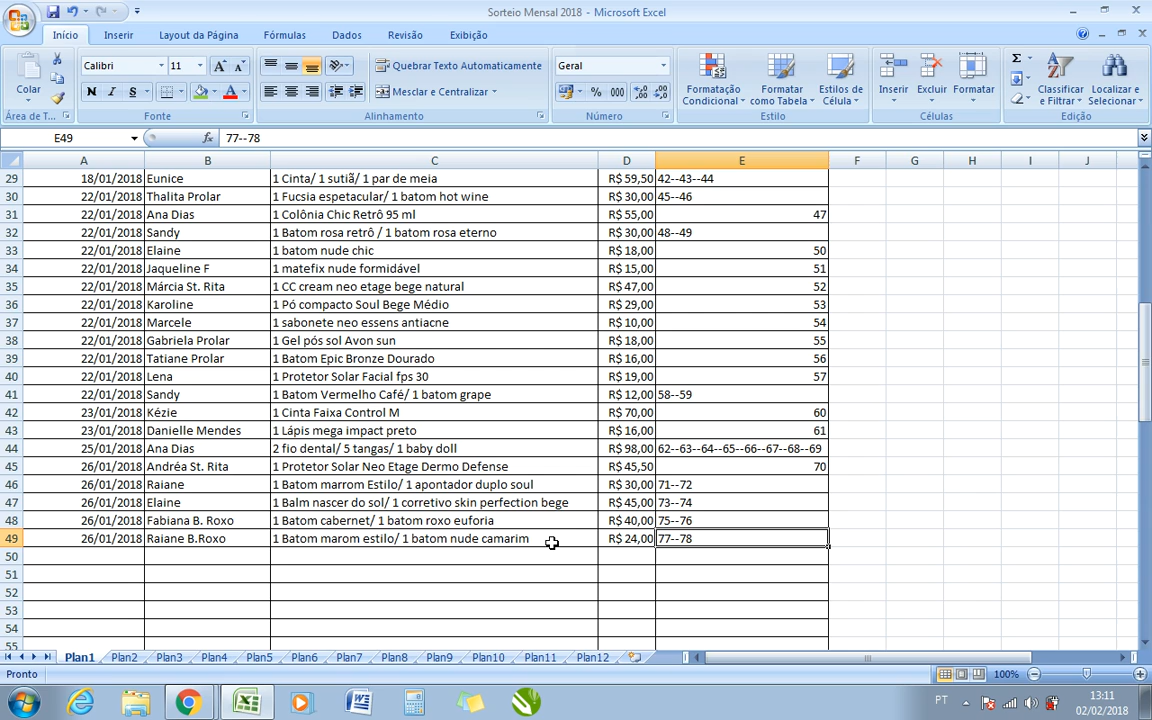 Sorteio Mensal 2018 - Microsoft Excel
Início Inserir Layout da Página Fórmulas Dados Revisão Exibição
Colar
Calibri 11 A A
N I S A
Quebrar Texto Automaticamente
Mesclar e Centralizar
Geral
% 000
Formatação Condicional
Formatar como Tabela
Estilos de Célula
Inserir Excluir Formatar
Σ
Classificar e Filtrar
Localizar e Selecionar
Área de T... Fonte Alinhamento Número Estilo Células Edição
E49 fx 77--78
A B C D E F G H I J
29 18/01/2018 Eunice 1 Cinta/ 1 sutiã/ 1 par de meia R$ 59,50 42--43--44
30 22/01/2018 Thalita Prolar 1 Fucsia espetacular/ 1 batom hot wine R$ 30,00 45--46
31 22/01/2018 Ana Dias 1 Colônia Chic Retrô 95 ml R$ 55,00 47
32 22/01/2018 Sandy 1 Batom rosa retrô / 1 batom rosa eterno R$ 30,00 48--49
33 22/01/2018 Elaine 1 batom nude chic R$ 18,00 50
34 22/01/2018 Jaqueline F 1 matefix nude formidável R$ 15,00 51
35 22/01/2018 Márcia St. Rita 1 CC cream neo etage bege natural R$ 47,00 52
36 22/01/2018 Karoline 1 Pó compacto Soul Bege Médio R$ 29,00 53
37 22/01/2018 Marcele 1 sabonete neo essens antiacne R$ 10,00 54
38 22/01/2018 Gabriela Prolar 1 Gel pós sol Avon sun R$ 18,00 55
39 22/01/2018 Tatiane Prolar 1 Batom Epic Bronze Dourado R$ 16,00 56
40 22/01/2018 Lena 1 Protetor Solar Facial fps 30 R$ 19,00 57
41 22/01/2018 Sandy 1 Batom Vermelho Café/ 1 batom grape R$ 12,00 58--59
42 23/01/2018 Kézie 1 Cinta Faixa Control M R$ 70,00 60
43 23/01/2018 Danielle Mendes 1 Lápis mega impact preto R$ 16,00 61
44 25/01/2018 Ana Dias 2 fio dental/ 5 tangas/ 1 baby doll R$ 98,00 62--63--64--65--66--67--68--69
45 26/01/2018 Andréa St. Rita 1 Protetor Solar Neo Etage Dermo Defense R$ 45,50 70
46 26/01/2018 Raiane 1 Batom marrom Estilo/ 1 apontador duplo soul R$ 30,00 71--72
47 26/01/2018 Elaine 1 Balm nascer do sol/ 1 corretivo skin perfection bege R$ 45,00 73--74
48 26/01/2018 Fabiana B. Roxo 1 Batom cabernet/ 1 batom roxo euforia R$ 40,00 75--76
49 26/01/2018 Raiane B.Roxo 1 Batom marom estilo/ 1 batom nude camarim R$ 24,00 77--78
50
51
52
53
54
55
Plan1 Plan2 Plan3 Plan4 Plan5 Plan6 Plan7 Plan8 Plan9 Plan10 Plan11 Plan12
Pronto 100%
PT 13:11
02/02/2018